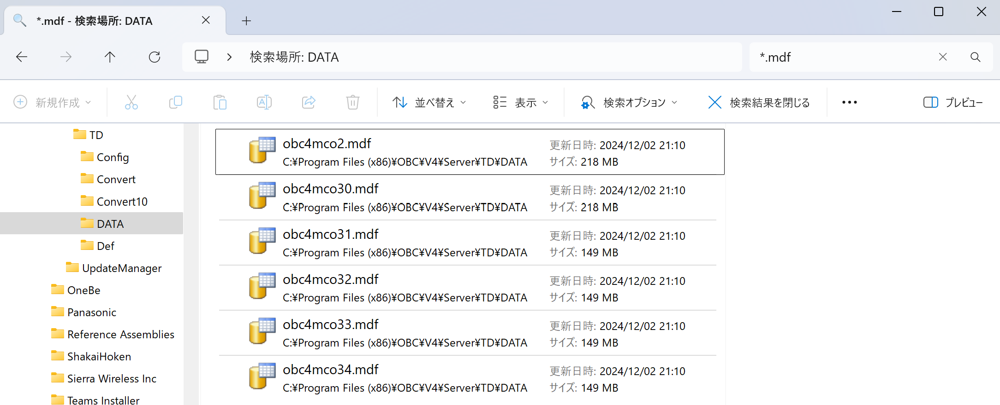 *.mdf - 検索場所: DATA
検索場所: DATA
*.mdf
新規作成
並べ替え
表示
検索オプション
検索結果を閉じる
プレビュー
TD
Config
Convert
Convert10
DATA
Def
UpdateManager
OneBe
Panasonic
Reference Assemblies
ShakaiHoken
Sierra Wireless Inc
Teams Installer
obc4mco2.mdf
更新日時: 2024/12/02 21:10
C:¥Program Files (x86)¥OBC¥V4¥Server¥TD¥DATA
サイズ: 218 MB
obc4mco30.mdf
更新日時: 2024/12/02 21:10
C:¥Program Files (x86)¥OBC¥V4¥Server¥TD¥DATA
サイズ: 218 MB
obc4mco31.mdf
更新日時: 2024/12/02 21:10
C:¥Program Files (x86)¥OBC¥V4¥Server¥TD¥DATA
サイズ: 149 MB
obc4mco32.mdf
更新日時: 2024/12/02 21:10
C:¥Program Files (x86)¥OBC¥V4¥Server¥TD¥DATA
サイズ: 149 MB
obc4mco33.mdf
更新日時: 2024/12/02 21:10
C:¥Program Files (x86)¥OBC¥V4¥Server¥TD¥DATA
サイズ: 149 MB
obc4mco34.mdf
更新日時: 2024/12/02 21:10
C:¥Program Files (x86)¥OBC¥V4¥Server¥TD¥DATA
サイズ: 149 MB